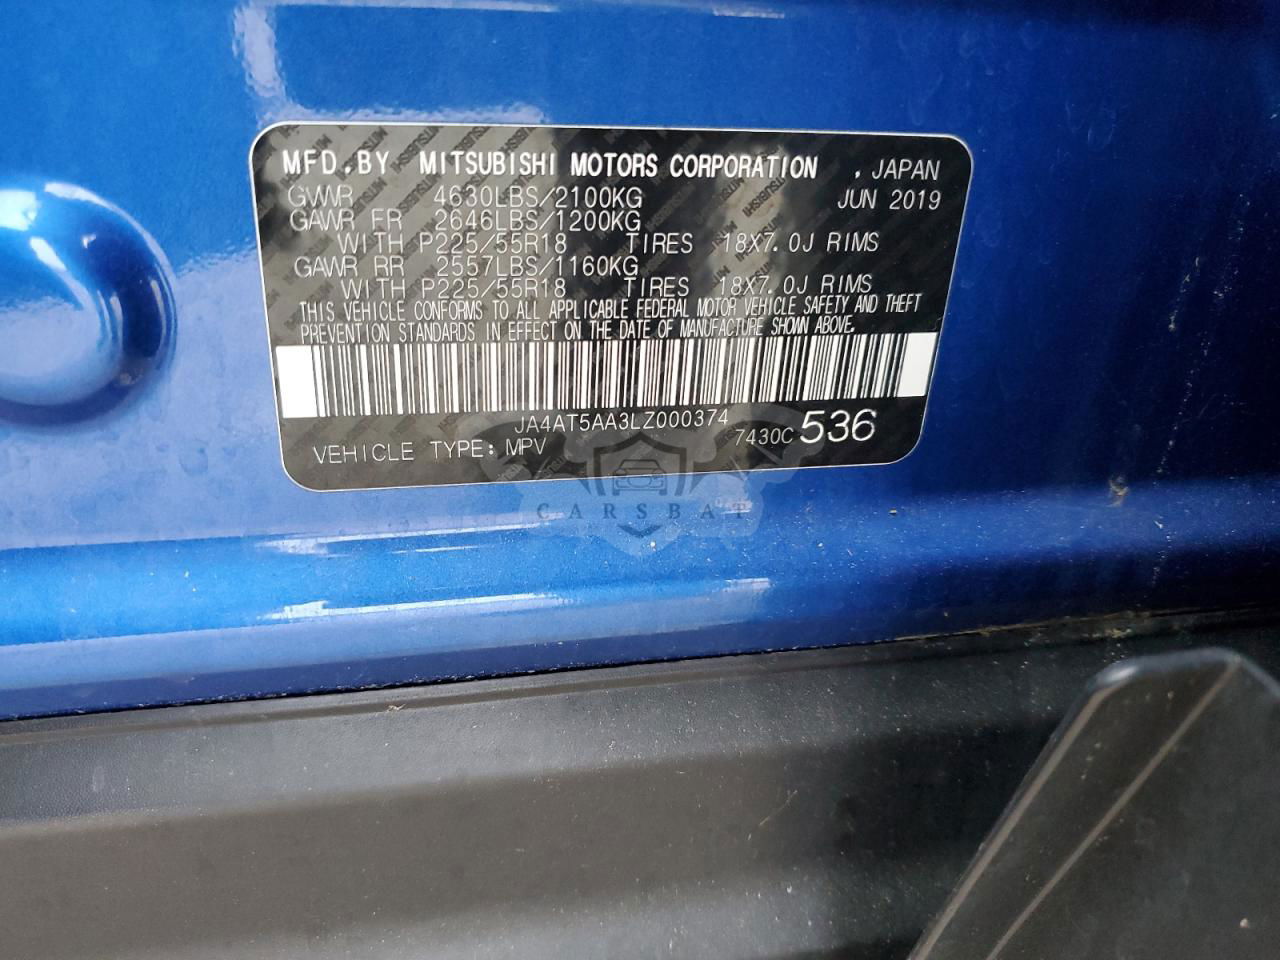 MFD.BY MITSUBISHI MOTORS CORPORATION . JAPAN
GVWR 4630LBS/2100KG JUN 2019
GAWR FR 2646LBS/1200KG
WITH P225/55R18 TIRES 18X7.0J RIMS
GAWR RR 2557LBS/1160KG
WITH P225/55R18 TIRES 18X7.0J RIMS
THIS VEHICLE CONFORMS TO ALL APPLICABLE FEDERAL MOTOR VEHICLE SAFETY AND THEFT
PREVENTION STANDARDS IN EFFECT ON THE DATE OF MANUFACTURE SHOWN ABOVE.
JA4AT5AA3LZ000374
VEHICLE TYPE: MPV 7430C 536
CARSBAT